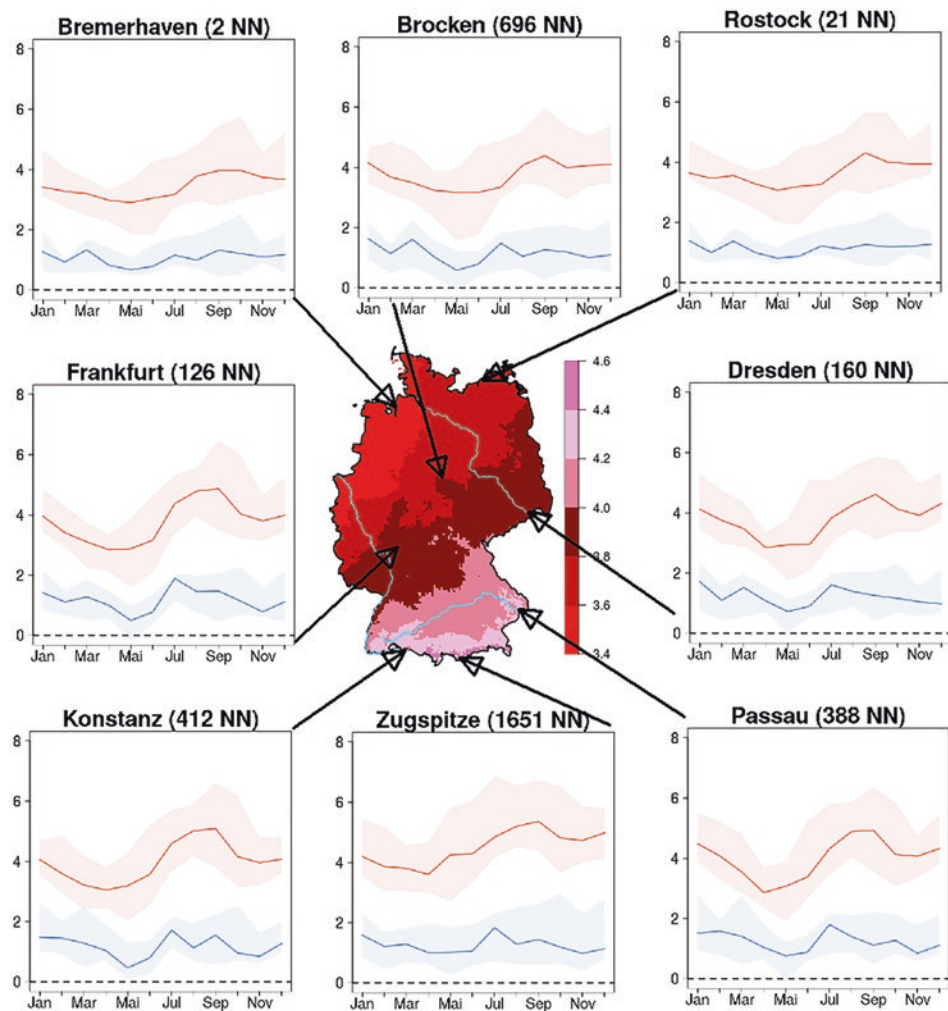 Bremerhaven (2 NN)
8
6
4
2
0
Jan Mar Mai Jul Sep Nov
Brocken (696 NN)
8
6
4
2
0
Jan Mar Mai Jul Sep Nov
Rostock (21 NN)
8
6
4
2
0
Jan Mar Mai Jul Sep Nov
Frankfurt (126 NN)
8
6
4
2
0
Jan Mar Mai Jul Sep Nov
4.6
4.4
4.2
4.0
3.8
3.6
3.4
Dresden (160 NN)
8
6
4
2
0
Jan Mar Mai Jul Sep Nov
Konstanz (412 NN)
8
6
4
2
0
Jan Mar Mai Jul Sep Nov
Zugspitze (1651 NN)
8
6
4
2
0
Jan Mar Mai Jul Sep Nov
Passau (388 NN)
8
6
4
2
0
Jan Mar Mai Jul Sep Nov